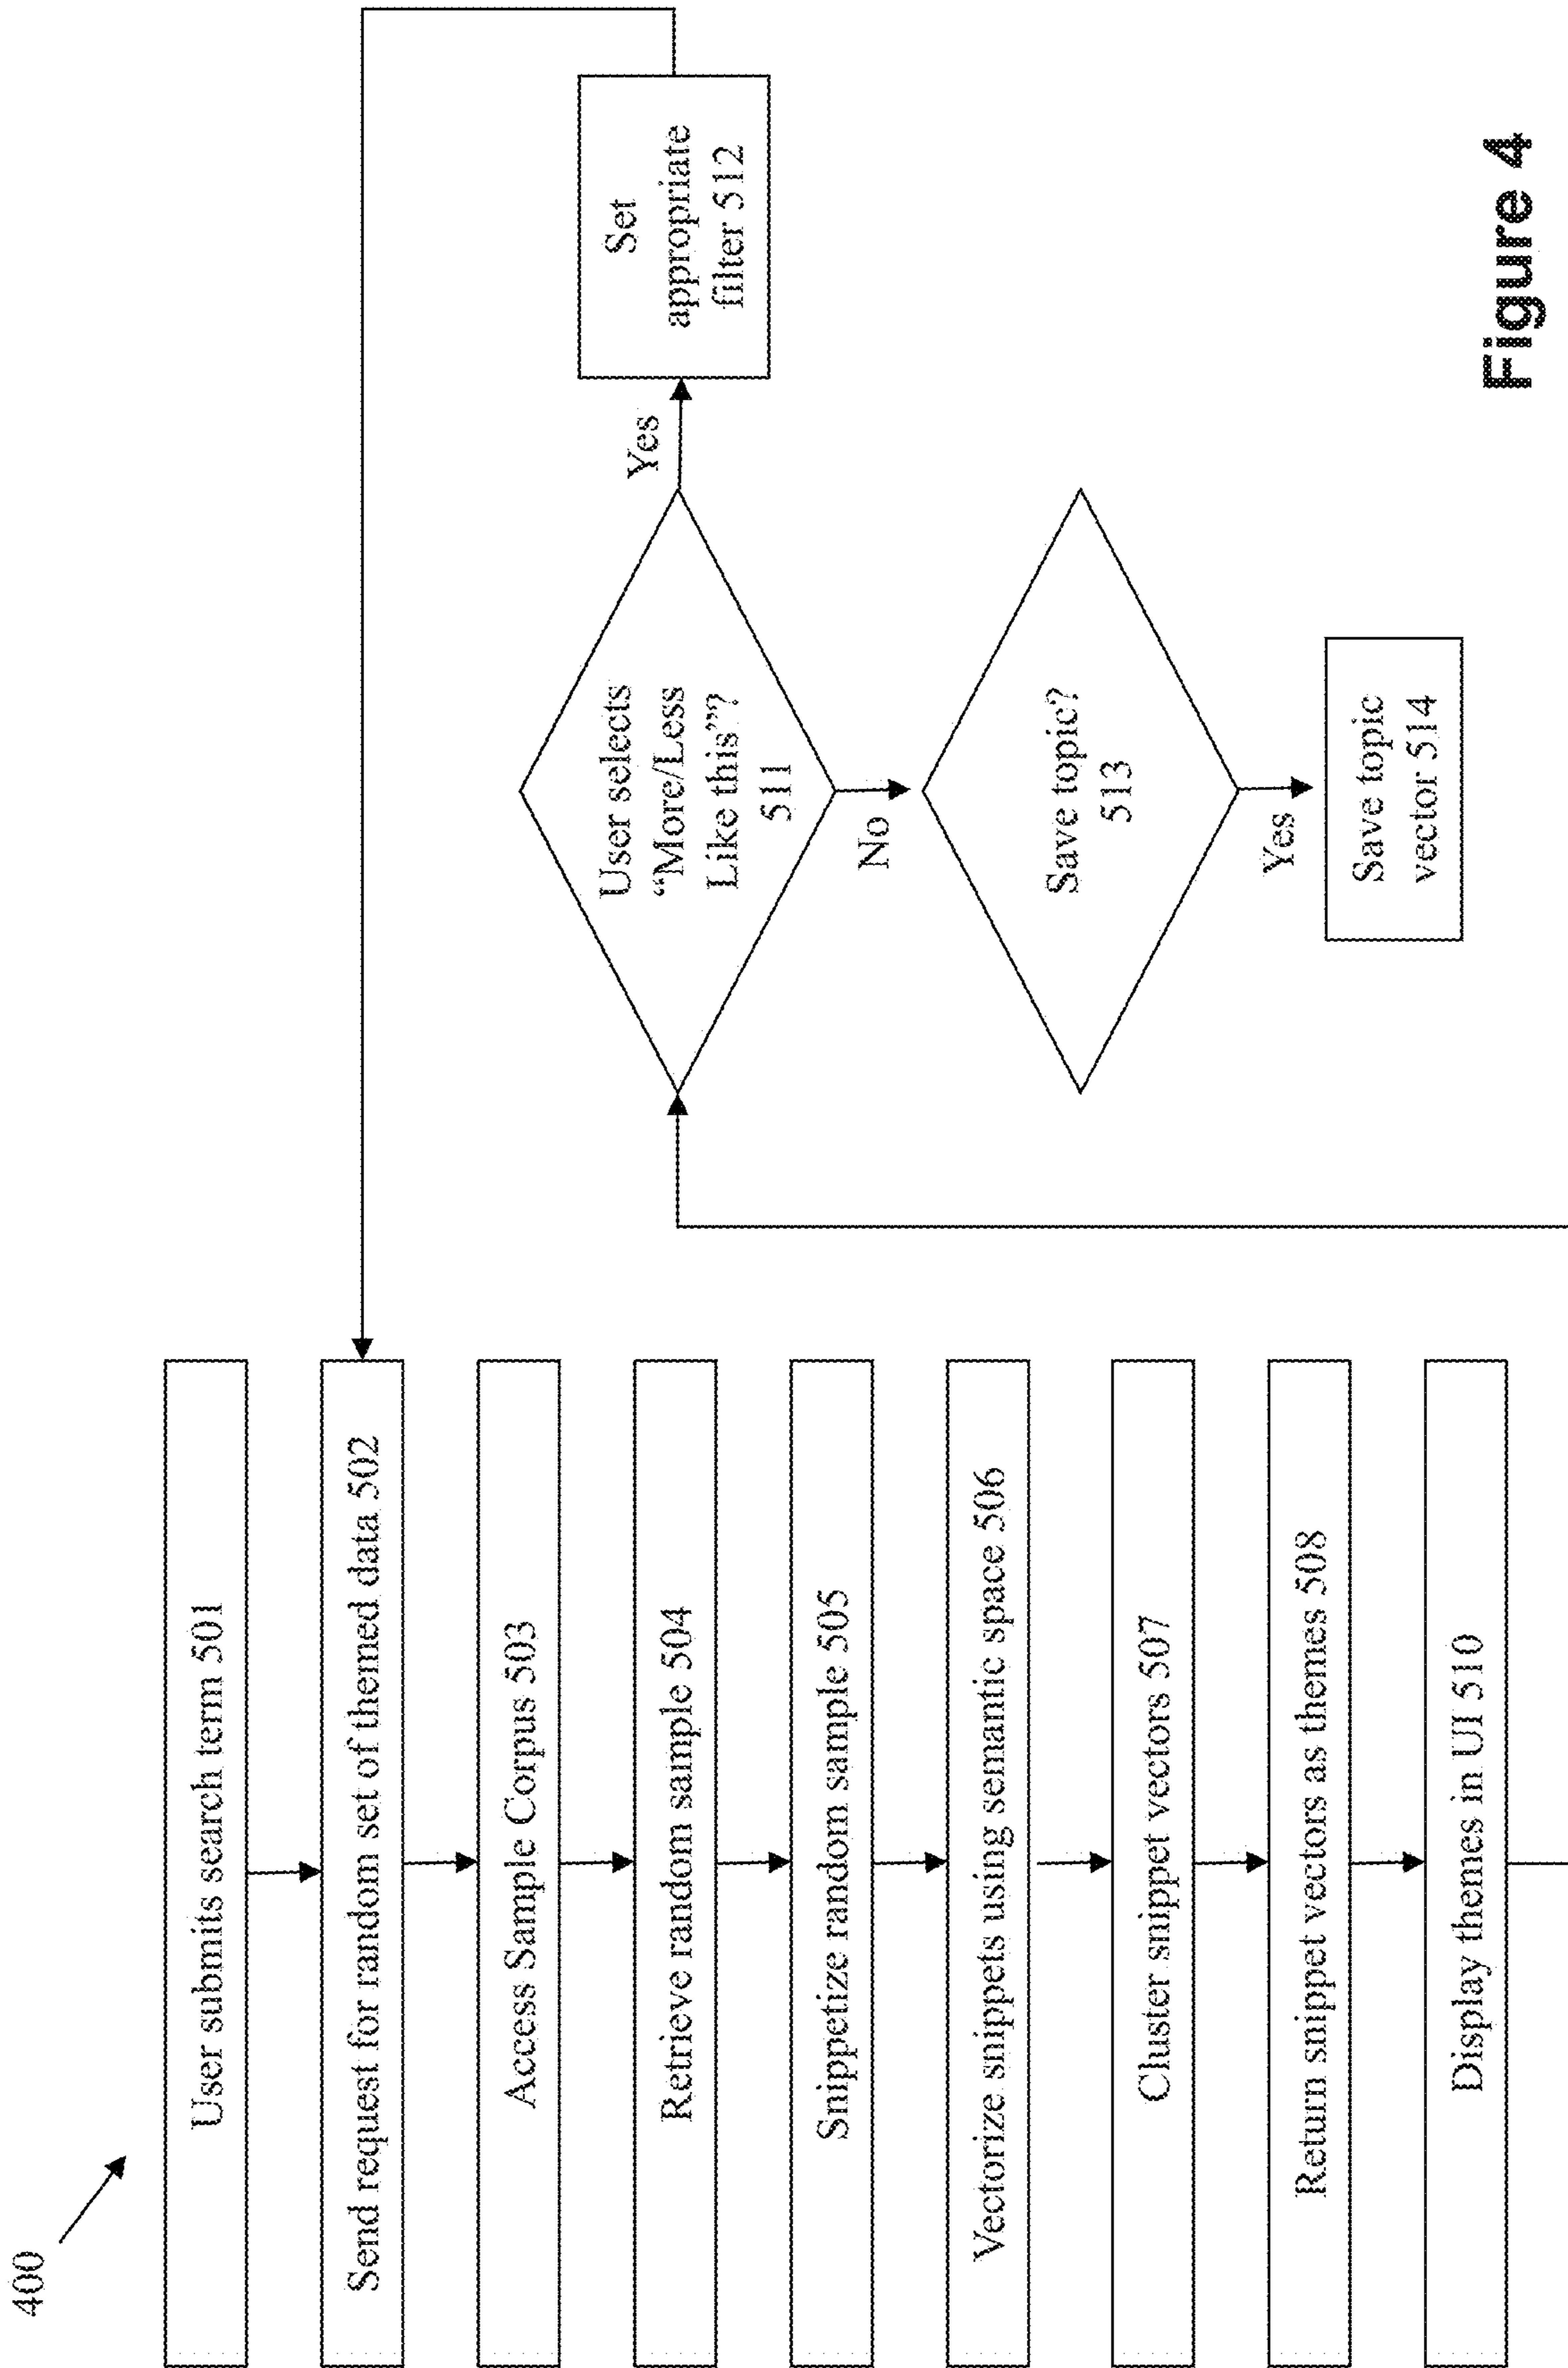 400
User submits search term 501
Send request for random set of themed data 502
Access Sample Corpus 503
Retrieve random sample 504
Snippetize random sample 505
Vectorize snippets using semantic space 506
Cluster snippet vectors 507
Return snippet vectors as themes 508
Display themes in UI 510
User selects
“More/Less
Like this”?
511
Yes
Set
appropriate
filter 512
No
Save topic?
513
Yes
Save topic
vector 514
Figure 4